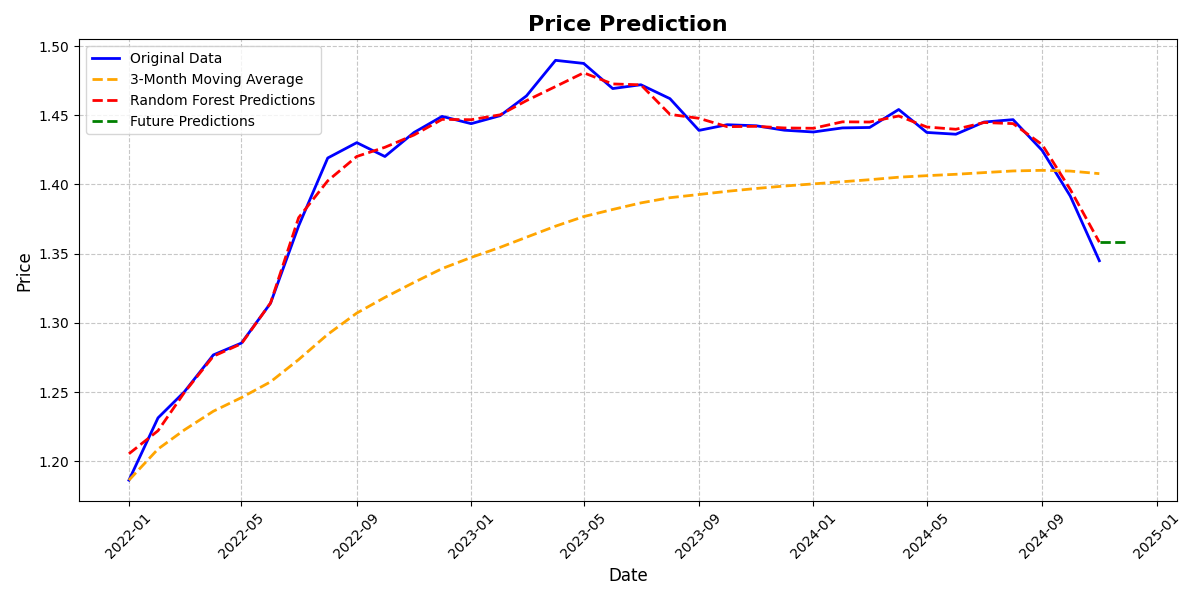 Price Prediction
Original Data
3-Month Moving Average
Random Forest Predictions
Future Predictions
Price
1.50
1.45
1.40
1.35
1.30
1.25
1.20
2022-01
2022-05
2022-09
2023-01
2023-05
2023-09
2024-01
2024-05
2024-09
2025-01
Date